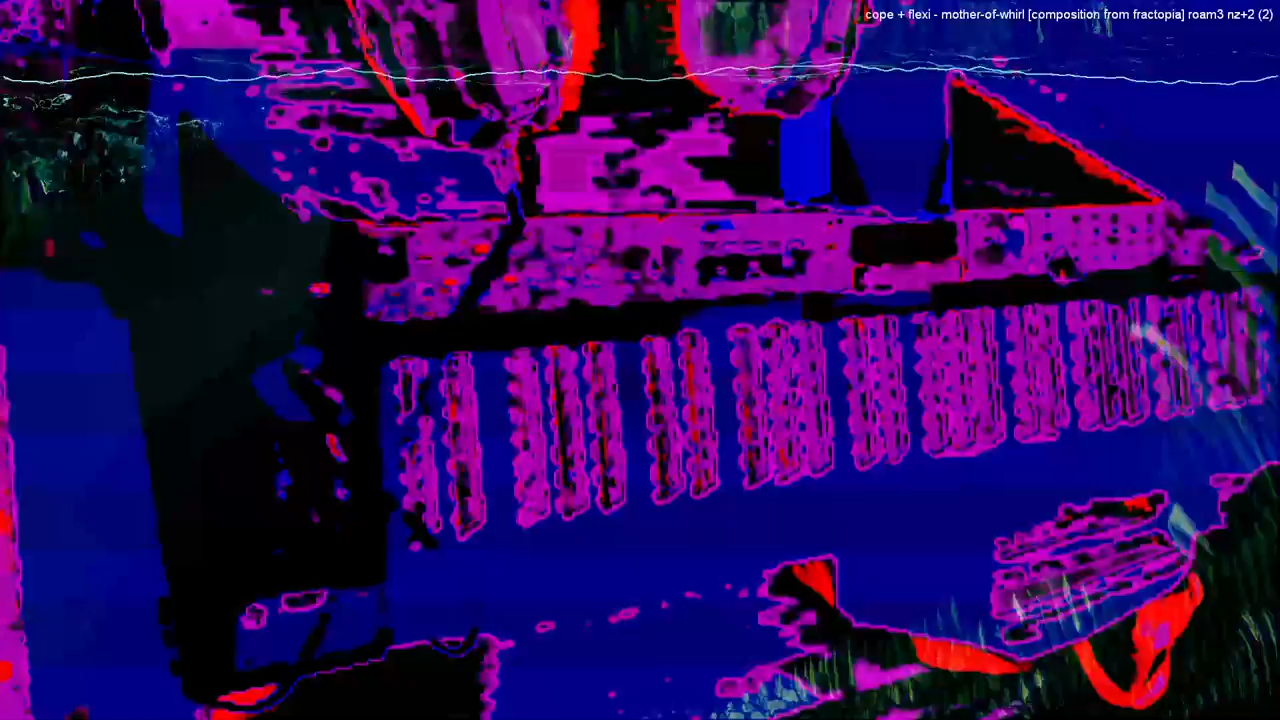 cope + flexi - mother-of-whirl [composition from fractopia] roam3 nz+2 (2)